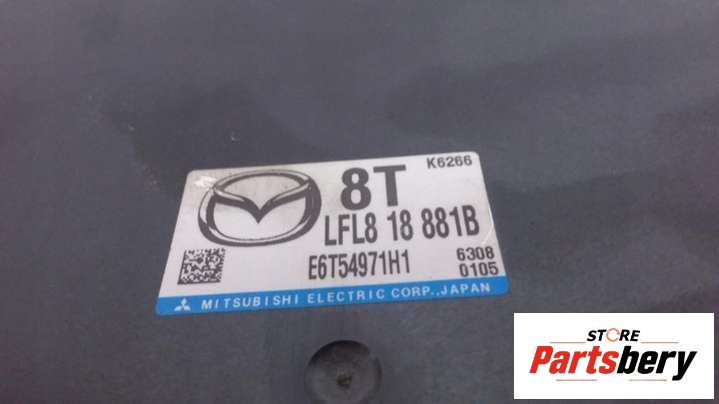 K6266
8T
LFL8 18 881B
E6T54971H1
6308
0105
MITSUBISHI ELECTRIC CORP., JAPAN
STORE
Partsbery